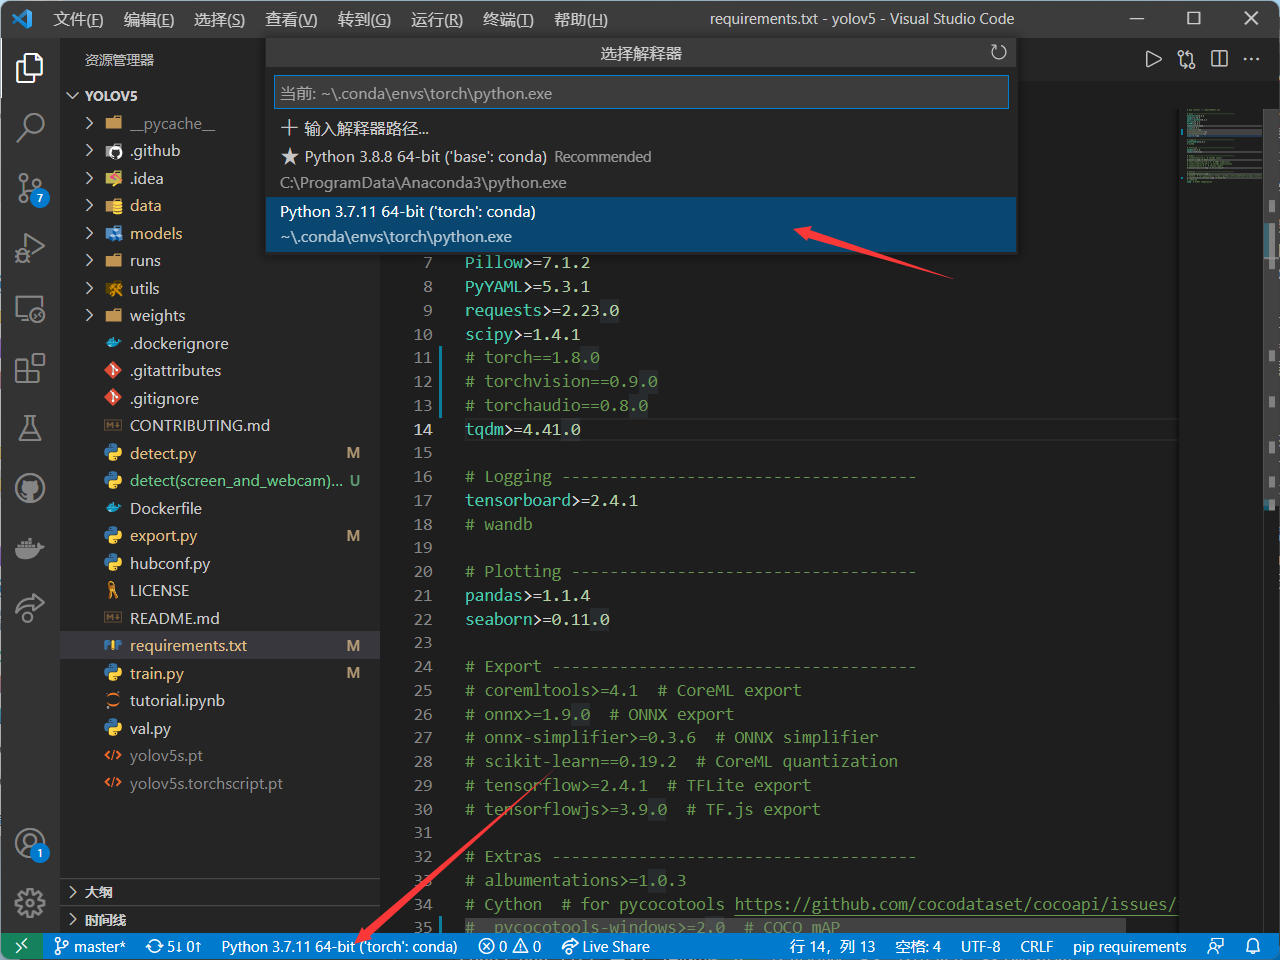 文件(F) 编辑(E) 选择(S) 查看(V) 转到(G) 运行(R) 终端(T) 帮助(H) requirements.txt - yolov5 - Visual Studio Code
资源管理器
选择解释器
当前: ~\.conda\envs\torch\python.exe
输入解释器路径...
Python 3.8.8 64-bit ('base': conda) Recommended
C:\ProgramData\Anaconda3\python.exe
Python 3.7.11 64-bit ('torch': conda)
~\.conda\envs\torch\python.exe
YOLOV5
__pycache__
.github
.idea
data
models
runs
utils
weights
.dockerignore
.gitattributes
.gitignore
CONTRIBUTING.md
detect.py M
detect(screen_and_webcam)... U
Dockerfile
export.py M
hubconf.py
LICENSE
README.md
requirements.txt M
train.py M
tutorial.ipynb
val.py
yolov5s.pt
yolov5s.torchscript.pt
大纲
时间线
7
1
7 Pillow>=7.1.2
8 PyYAML>=5.3.1
9 requests>=2.23.0
10 scipy>=1.4.1
11 # torch==1.8.0
12 # torchvision==0.9.0
13 # torchaudio==0.8.0
14 tqdm>=4.41.0
15
16 # Logging -------------------------------------
17 tensorboard>=2.4.1
18 # wandb
19
20 # Plotting ------------------------------------
21 pandas>=1.1.4
22 seaborn>=0.11.0
23
24 # Export --------------------------------------
25 # coremltools>=4.1  # CoreML export
26 # onnx>=1.9.0  # ONNX export
27 # onnx-simplifier>=0.3.6  # ONNX simplifier
28 # scikit-learn==0.19.2  # CoreML quantization
29 # tensorflow>=2.4.1  # TFLite export
30 # tensorflowjs>=3.9.0  # TF.js export
31
32 # Extras --------------------------------------
33 # albumentations>=1.0.3
34 # Cython  # for pycocotools https://github.com/cocodataset/cocoapi/issues/
35 # pycocotools-windows>=2.0  # COCO mAP
master* 5↓ 0↑ Python 3.7.11 64-bit ('torch': conda) 0 0 Live Share 行 14，列 13 空格: 4 UTF-8 CRLF pip requirements